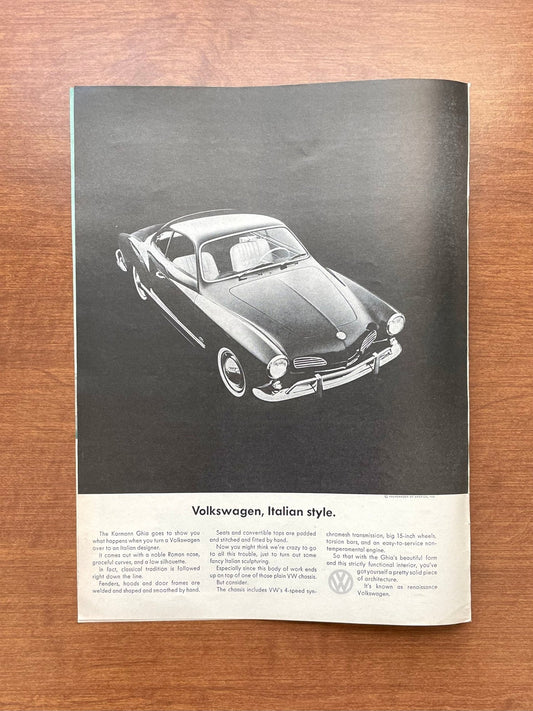 © VOLKSWAGEN OF AMERICA, INC.
Volkswagen, Italian style.
The Karmann Ghia goes to show you
what happens when you turn a Volkswagen
over to an Italian designer.
It comes out with a noble Roman nose,
graceful curves, and a low silhouette.
In fact, classical tradition is followed
right down the line.
Fenders, hoods and door frames are
welded and shaped and smoothed by hand.
Seats and convertible tops are padded
and stitched and fitted by hand.
Now you might think we're crazy to go
to all this trouble, just to turn out some
fancy Italian sculpturing.
Especially since this body of work ends
up on top of one of those plain VW chassis.
But consider.
The chassis includes VW's 4-speed syn-
chromesh transmission, big 15-inch wheels,
torsion bars, and an easy-to-service non-
temperamental engine.
So that with the Ghia's beautiful form
and this strictly functional interior, you've
got yourself a pretty solid piece
of architecture.
It's known as renaissance
Volkswagen.
VW